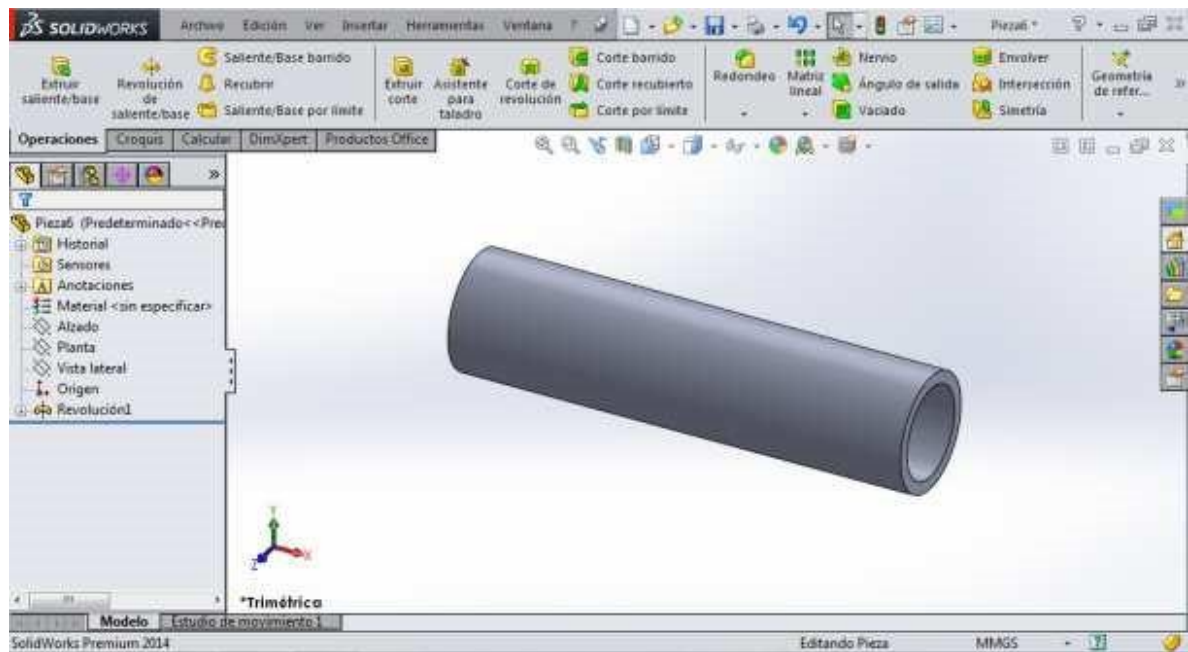 SOLIDWORKS Archivo Edición Ver Insertar Herramientas Ventana ? Pieza6 *
Extruir saliente/base
Revolución de saliente/base
Saliente/Base barrido
Recubrir
Saliente/Base por límite
Extruir corte
Asistente para taladro
Corte de revolución
Corte barrido
Corte recubierto
Corte por límite
Redondeo
Matriz lineal
Nervio
Ángulo de salida
Vaciado
Envolver
Intersección
Simetría
Geometría de refer...
Operaciones Croquis Calcular DimXpert Productos Office
Pieza6 (Predeterminado<<Pre
Historial
Sensores
Anotaciones
Material <sin especificar>
Alzado
Planta
Vista lateral
Origen
Revolución1
Y
X
Z
*Trimétrica
Modelo Estudio de movimiento 1
SolidWorks Premium 2014 Editando Pieza MMGS